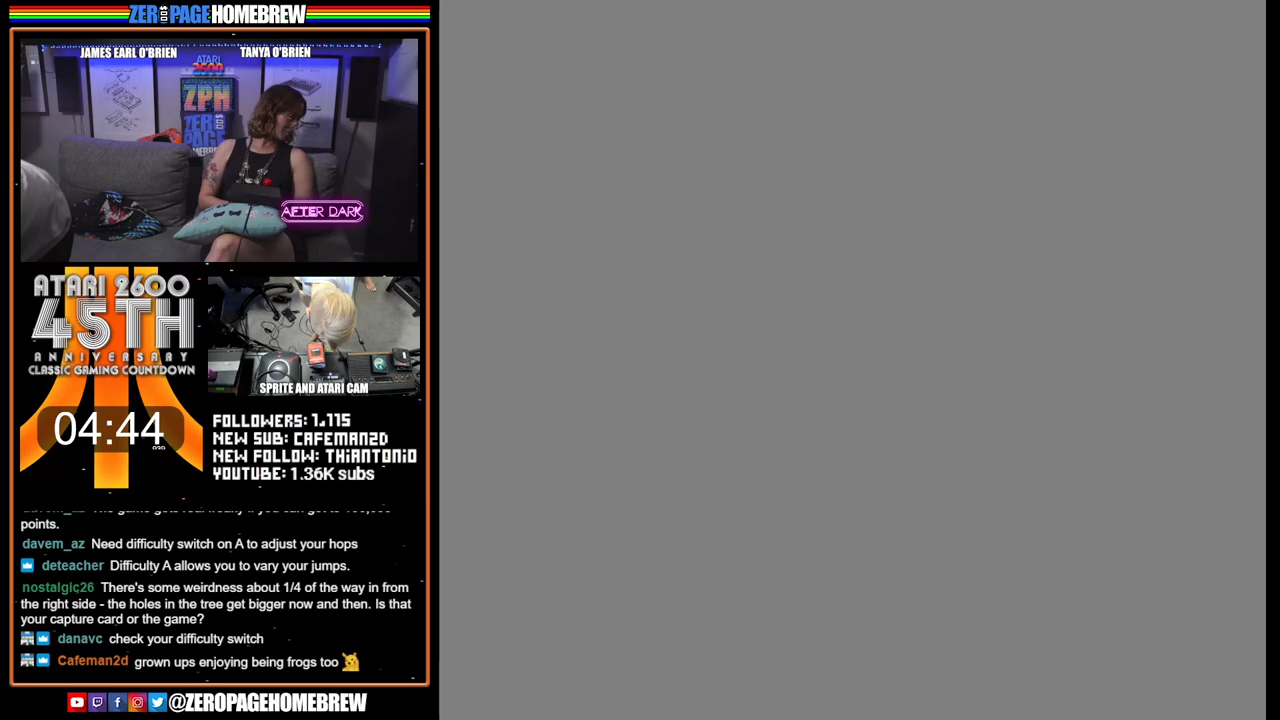 ZEROPAGEHOMEBREW
JAMES EARL O'BRIEN
TANYA O'BRIEN
ATARI
2600
ZPH
ZERO
PAGE
AFTER DARK
ATARI 2600
45TH
ANNIVERSARY
CLASSIC GAMING COUNTDOWN
04:44
SPRITE AND ATARI CAM
FOLLOWERS: 1,115
NEW SUB: CAFEMAN2D
NEW FOLLOW: THIANTONIO
YOUTUBE: 1.36K subs
points.
davem_az Need difficulty switch on A to adjust your hops
deteacher Difficulty A allows you to vary your jumps.
nostalgic26 There's some weirdness about 1/4 of the way in from
the right side - the holes in the tree get bigger now and then. Is that
your capture card or the game?
danavc check your difficulty switch
Cafeman2d grown ups enjoying being frogs too
@ZEROPAGEHOMEBREW